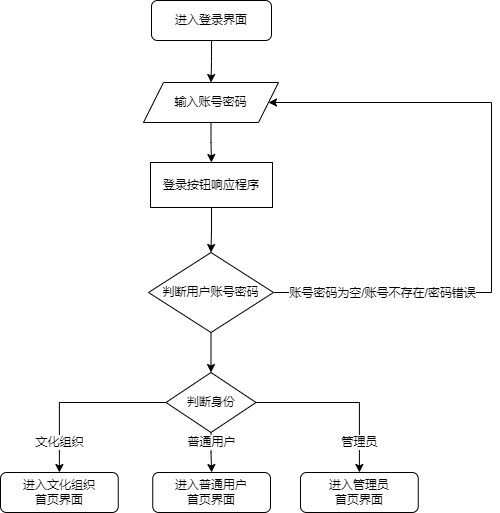 进入登录界面
输入账号密码
登录按钮响应程序
判断用户账号密码
账号密码为空/账号不存在/密码错误
判断身份
文化组织
普通用户
管理员
进入文化组织
首页界面
进入普通用户
首页界面
进入管理员
首页界面